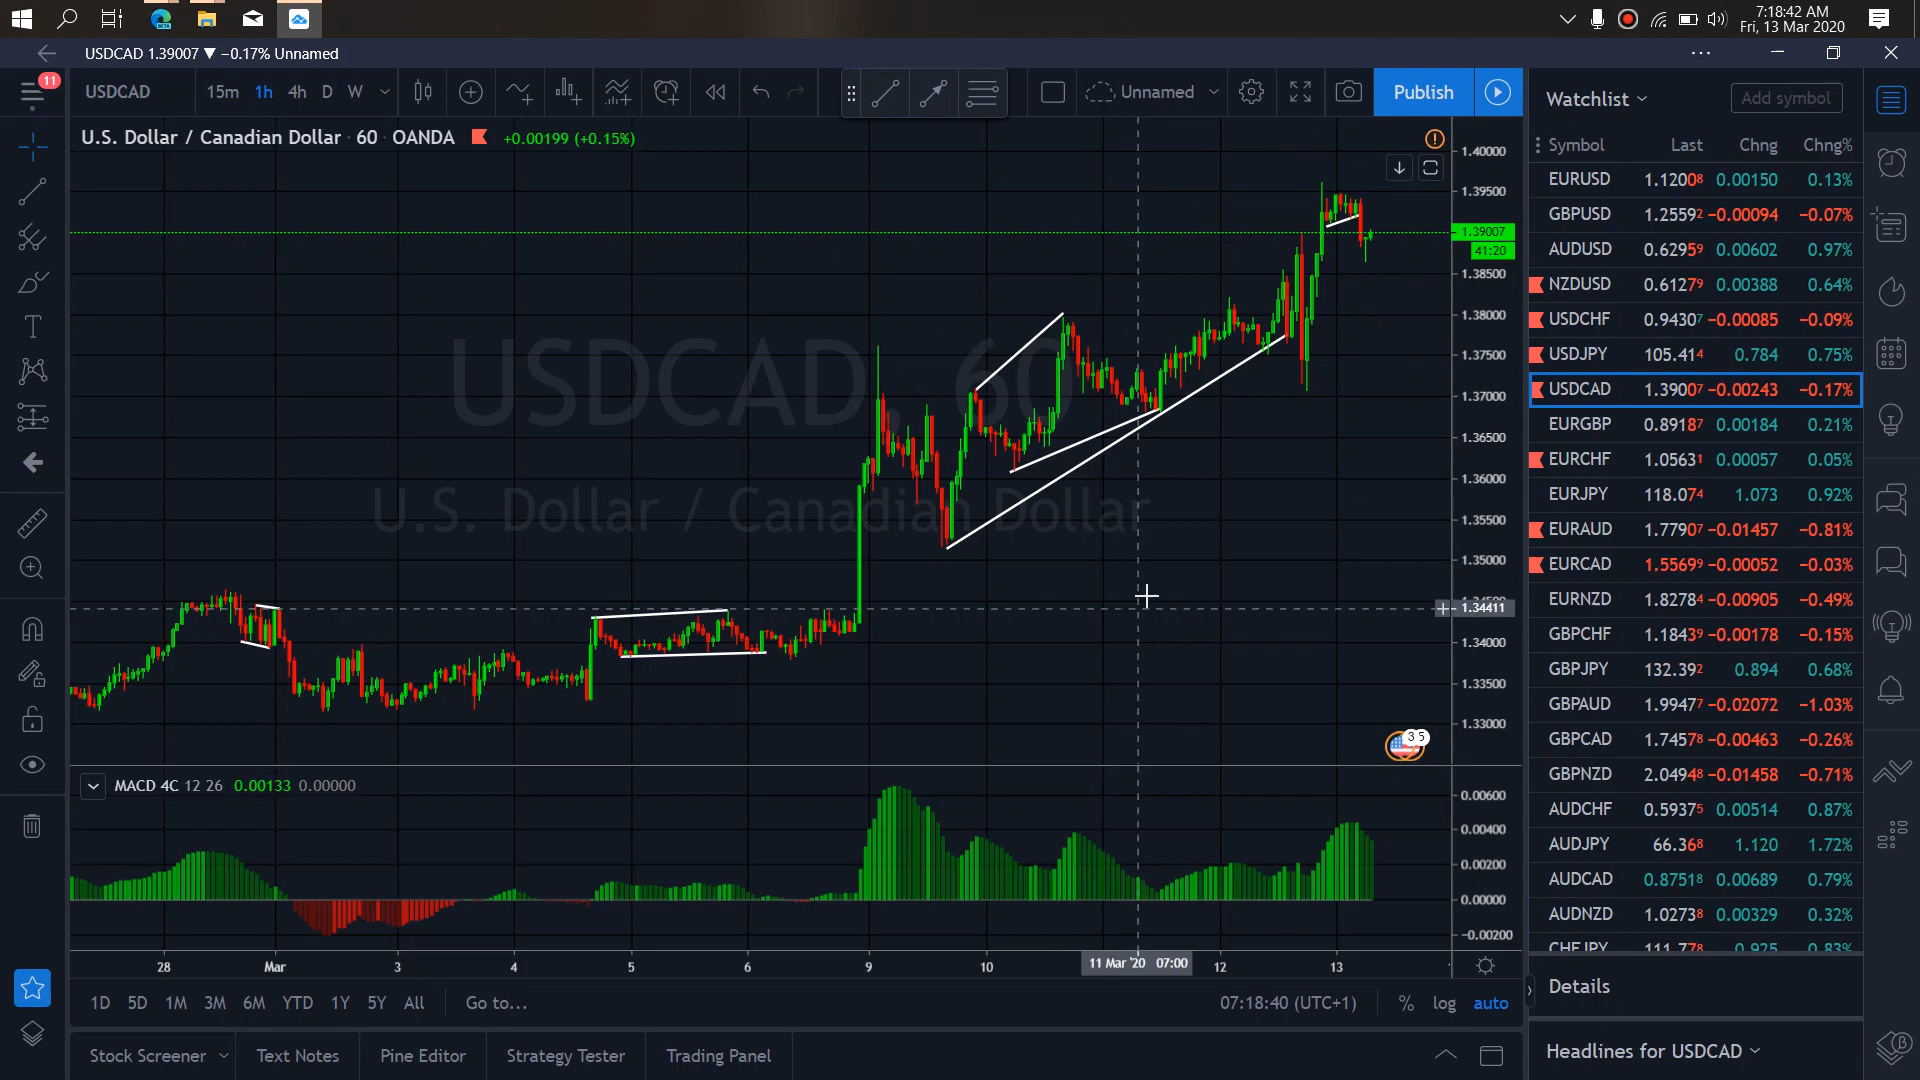 7:18:42 AM
Fri, 13 Mar 2020
USDCAD 1.39007 ▼ −0.17% Unnamed
11
USDCAD 15m 1h 4h D W Unnamed Publish
Watchlist Add symbol
U.S. Dollar / Canadian Dollar · 60 · OANDA +0.00199 (+0.15%)
Symbol Last Chng Chng%
EURUSD 1.12008 0.00150 0.13%
GBPUSD 1.25592 −0.00094 −0.07%
AUDUSD 0.62959 0.00602 0.97%
NZDUSD 0.61279 0.00388 0.64%
USDCHF 0.94307 −0.00085 −0.09%
USDJPY 105.414 0.784 0.75%
USDCAD 1.39007 −0.00243 −0.17%
EURGBP 0.89187 0.00184 0.21%
EURCHF 1.05631 0.00057 0.05%
EURJPY 118.074 1.073 0.92%
EURAUD 1.77907 −0.01457 −0.81%
EURCAD 1.55699 −0.00052 −0.03%
EURNZD 1.82784 −0.00905 −0.49%
GBPCHF 1.18439 −0.00178 −0.15%
GBPJPY 132.392 0.894 0.68%
GBPAUD 1.99477 −0.02072 −1.03%
GBPCAD 1.74578 −0.00463 −0.26%
GBPNZD 2.04948 −0.01458 −0.71%
AUDCHF 0.59375 0.00514 0.87%
AUDJPY 66.368 1.120 1.72%
AUDCAD 0.87518 0.00689 0.79%
AUDNZD 1.02738 0.00329 0.32%
CHFJPY 111.778 0.925 0.83%
1.40000
1.39500
1.39007
41:20
1.38500
1.38000
1.37500
1.37000
1.36500
1.36000
1.35500
1.35000
1.34411
1.34000
1.33500
1.33000
USDCAD, 60
U.S. Dollar / Canadian Dollar
3 5
MACD 4C 12 26 0.00133 0.00000
0.00600
0.00400
0.00200
0.00000
−0.00200
28 Mar 3 4 5 6 9 10 11 Mar '20 07:00 12 13
1D 5D 1M 3M 6M YTD 1Y 5Y All Go to... 07:18:40 (UTC+1) % log auto
Details
Stock Screener Text Notes Pine Editor Strategy Tester Trading Panel
Headlines for USDCAD